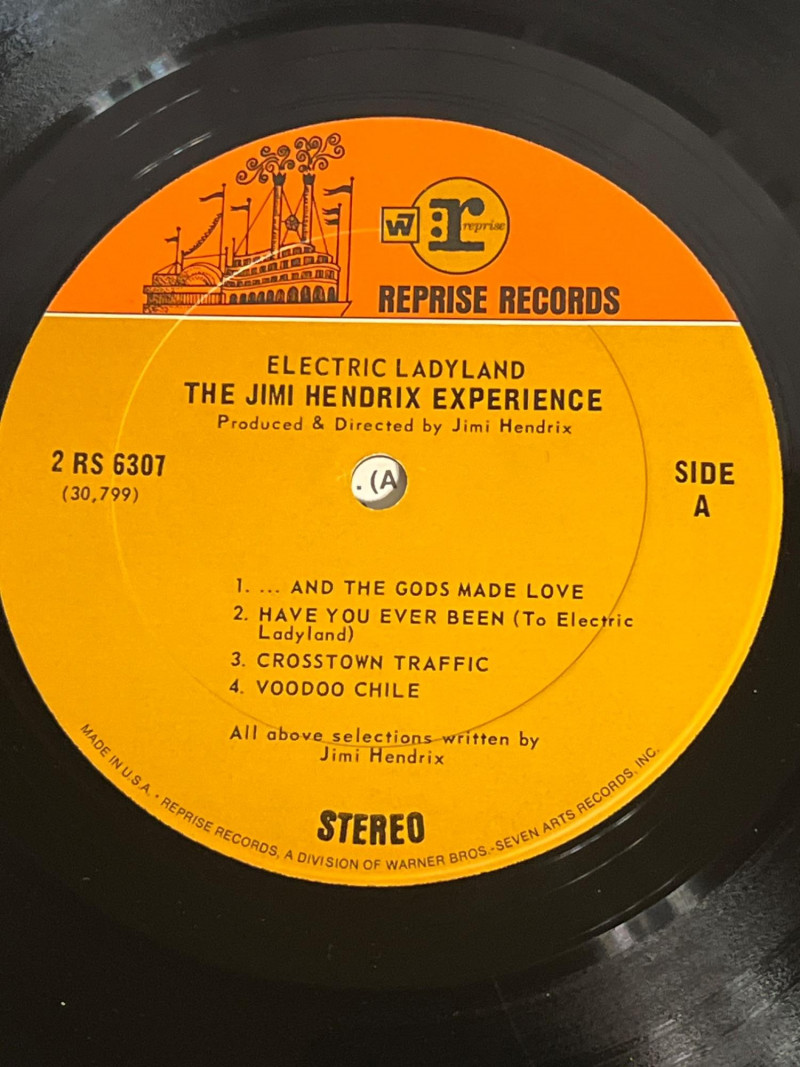 W7 r: reprise
REPRISE RECORDS
ELECTRIC LADYLAND
THE JIMI HENDRIX EXPERIENCE
Produced & Directed by Jimi Hendrix
2 RS 6307
(30,799)
. (A
SIDE
A
1. ... AND THE GODS MADE LOVE
2. HAVE YOU EVER BEEN (To Electric
Ladyland)
3. CROSSTOWN TRAFFIC
4. VOODOO CHILE
All above selections written by
Jimi Hendrix
STEREO
MADE IN U.S.A. • REPRISE RECORDS, A DIVISION OF WARNER BROS.-SEVEN ARTS RECORDS, INC.